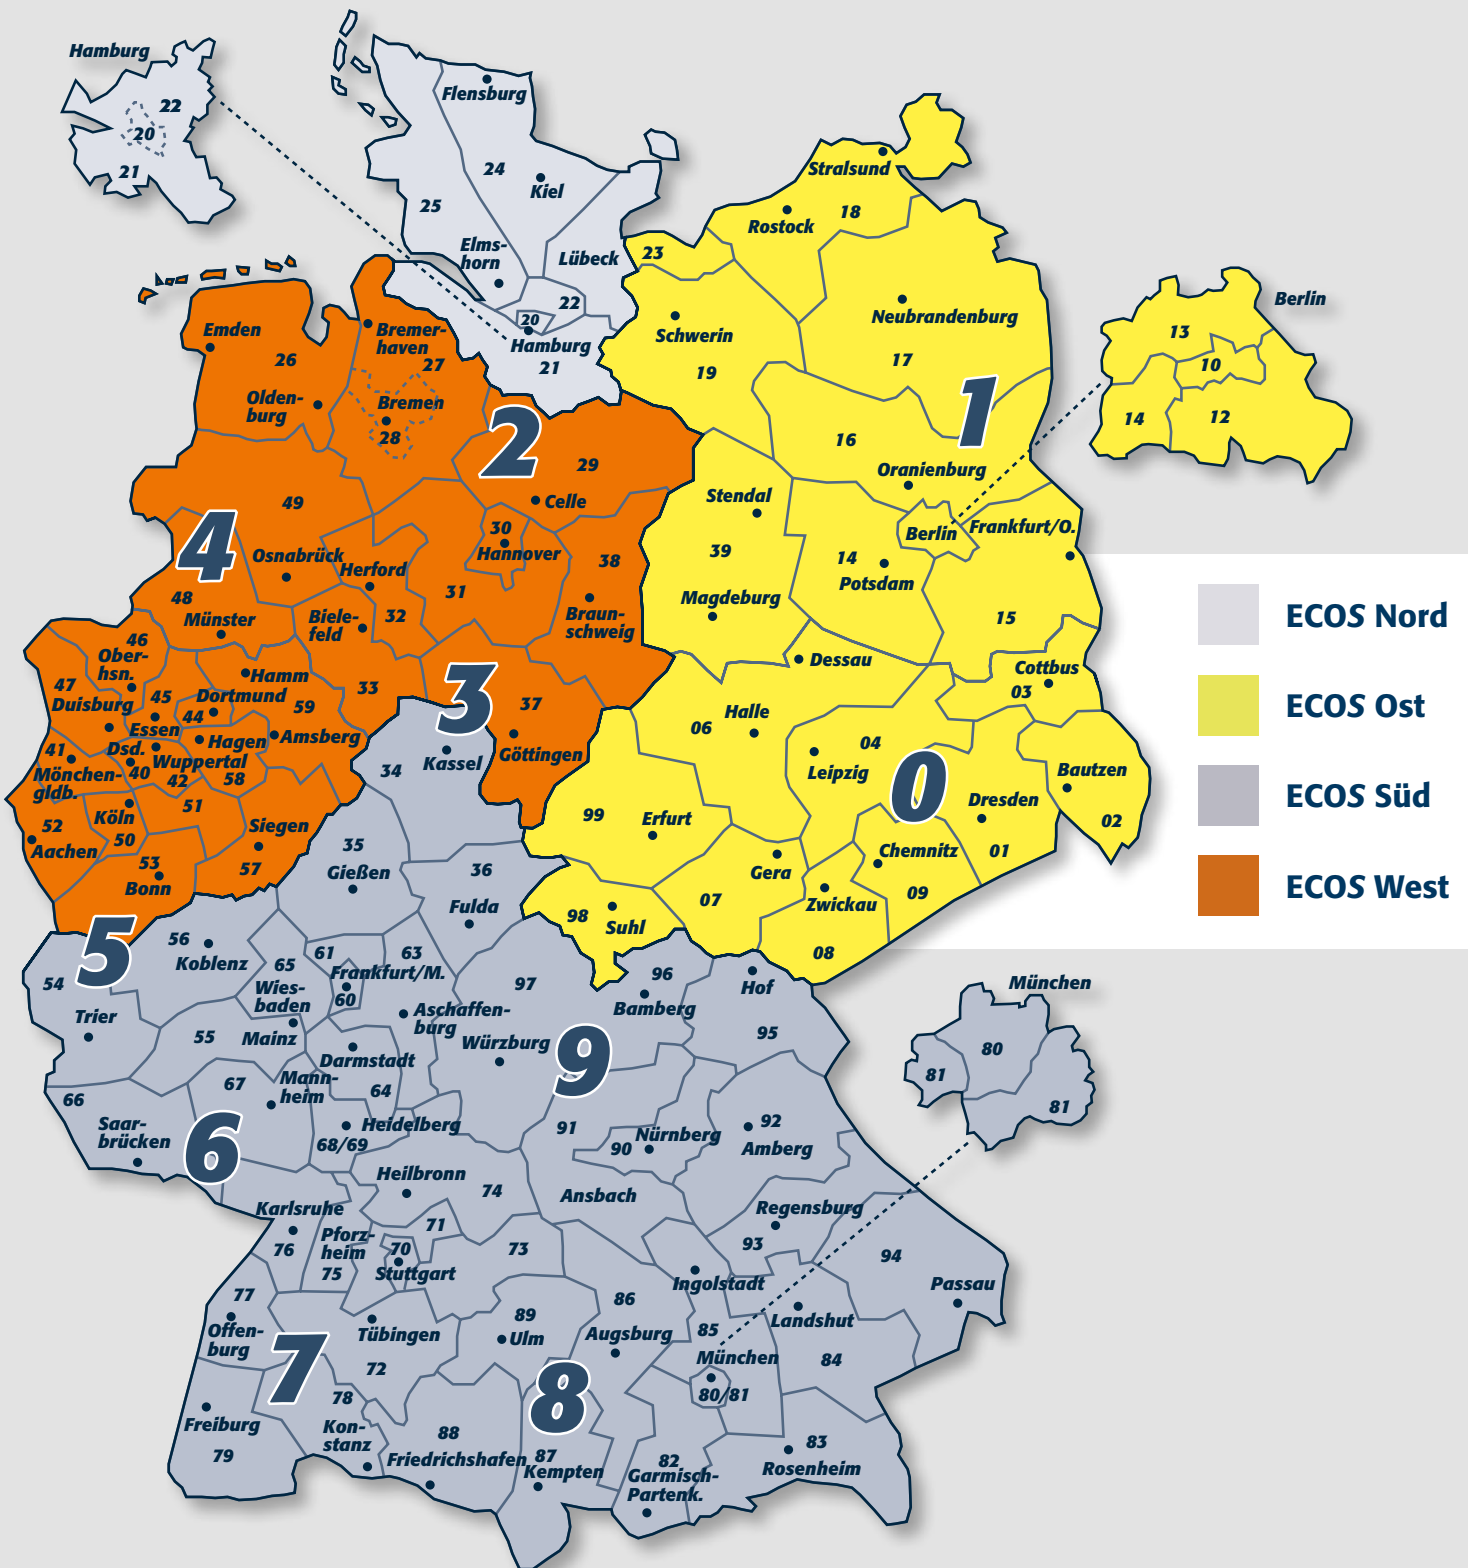 Hamburg
22
20
21
Flensburg
24
Kiel
25
Elms-
horn
Lübeck
22
20
Hamburg
21
Stralsund
18
Rostock
23
Schwerin
19
Neubrandenburg
17
1
16
Oranienburg
Berlin
13
10
14
12
Emden
26
Bremer-
haven
27
Olden-
burg
Bremen
28
2
29
Celle
49
30
Hannover
4
Osnabrück
Herford
38
31
48
Münster
Biele-
feld
32
Braun-
schweig
Stendal
39
Magdeburg
Berlin
Frankfurt/O.
14
Potsdam
15
Dessau
Cottbus
03
46
Ober-
hsn.
47
Duisburg
45
Hamm
Dortmund
44
59
33
3
37
Essen
Hagen
Amsberg
41
Dsd.
Wuppertal
Mönchen-
gldb.
40
42
58
Göttingen
Kassel
34
51
Köln
52
50
Aachen
53
Bonn
Siegen
57
06
Halle
04
Leipzig
0
Bautzen
Dresden
02
99
Erfurt
Chemnitz
01
Gera
09
07
Zwickau
98
Suhl
08
ECOS Nord
ECOS Ost
ECOS Süd
ECOS West
35
Gießen
36
Fulda
5
56
Koblenz
54
Trier
65
Wies-
baden
61
63
Frankfurt/M.
60
Aschaffen-
burg
97
96
Bamberg
Hof
95
55
Mainz
Darmstadt
Würzburg
9
München
80
81
81
67
Mann-
heim
64
66
Saar-
brücken
6
Heidelberg
68/69
91
90
Nürnberg
92
Amberg
Heilbronn
74
Ansbach
Karlsruhe
76
Pforz-
heim
75
71
70
Stuttgart
73
Regensburg
93
94
Ingolstadt
Passau
77
Offen-
burg
7
Tübingen
72
89
Ulm
86
Augsburg
85
Landshut
München
84
80/81
8
78
Kon-
stanz
Freiburg
79
88
Friedrichshafen
87
Kempten
82
Garmisch-
Partenk.
83
Rosenheim